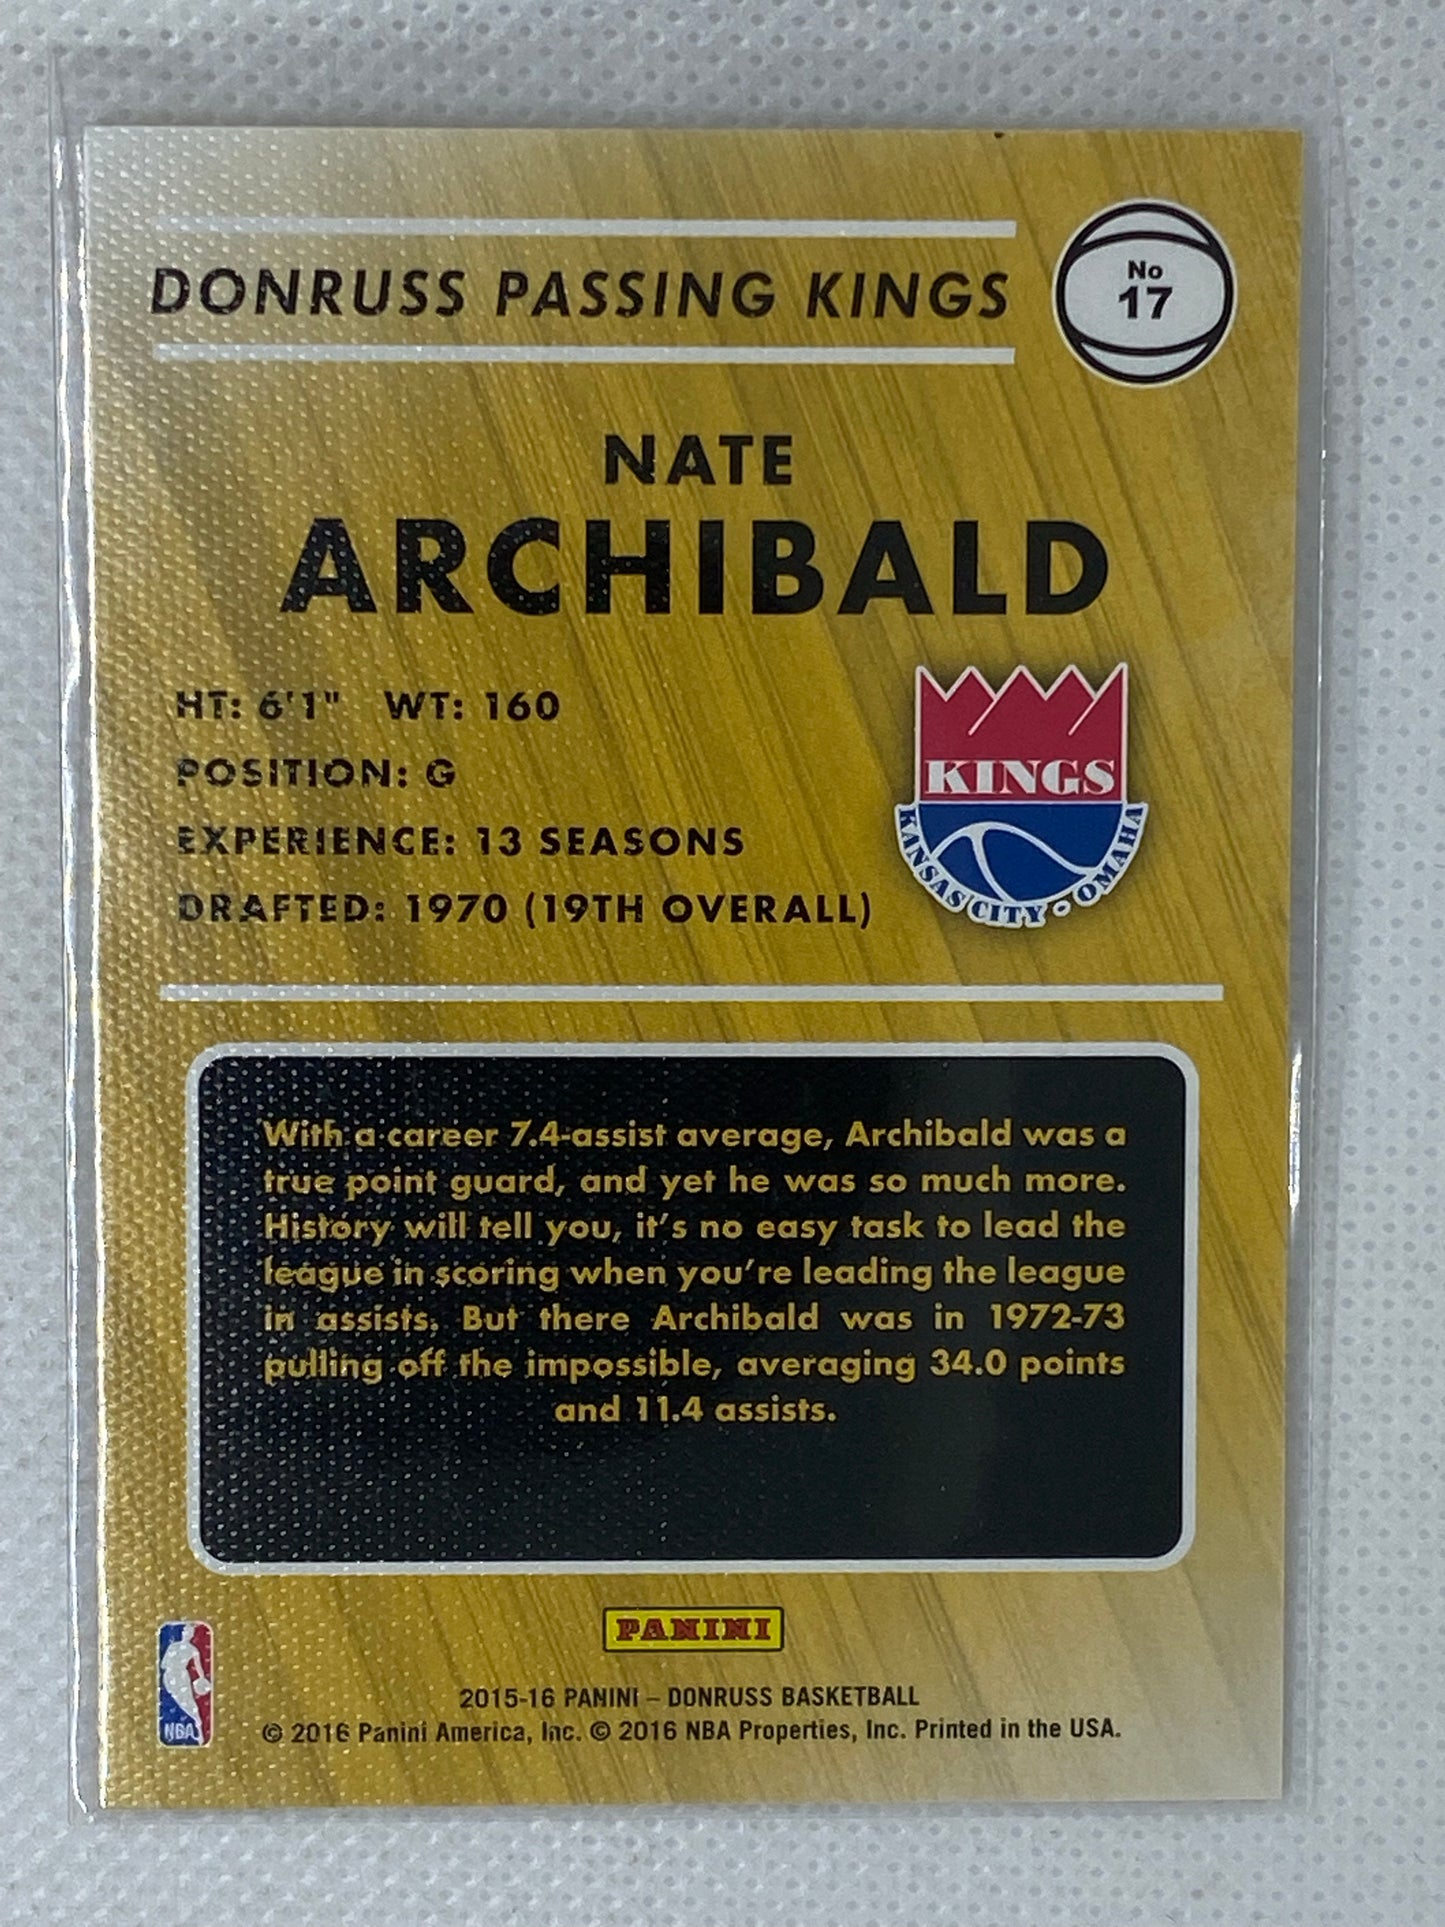 DONRUSS PASSING KINGS
No
17
NATE
ARCHIBALD
HT: 6'1" WT: 160
POSITION: G
EXPERIENCE: 13 SEASONS
DRAFTED: 1970 (19TH OVERALL)
KINGS
KANSAS CITY - OMAHA
With a career 7.4-assist average, Archibald was a
true point guard, and yet he was so much more.
History will tell you, it's no easy task to lead the
league in scoring when you're leading the league
in assists. But there Archibald was in 1972-73
pulling off the impossible, averaging 34.0 points
and 11.4 assists.
PANINI
NBA
2015-16 PANINI – DONRUSS BASKETBALL
© 2016 Panini America, Inc. © 2016 NBA Properties, Inc. Printed in the USA.